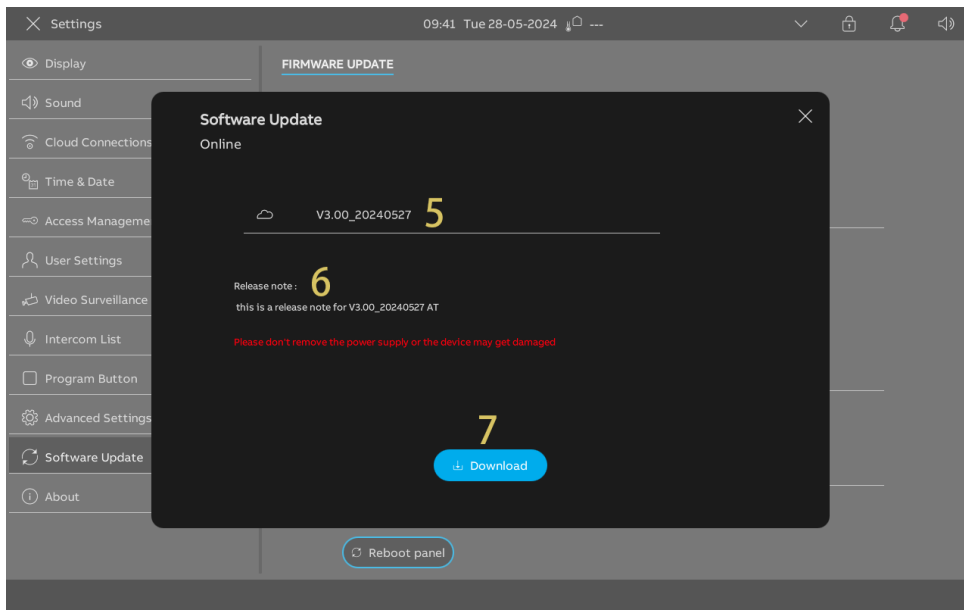 Settings
09:41 Tue 28-05-2024 ---
Display
FIRMWARE UPDATE
Sound
Software Update
Cloud Connections
Online
Time & Date
V3.00_20240527 5
Access Manageme
User Settings
Release note : 6
Video Surveillance
this is a release note for V3.00_20240527 AT
Intercom List
Please don't remove the power supply or the device may get damaged
Program Button
Advanced Settings
7
Software Update
Download
About
Reboot panel